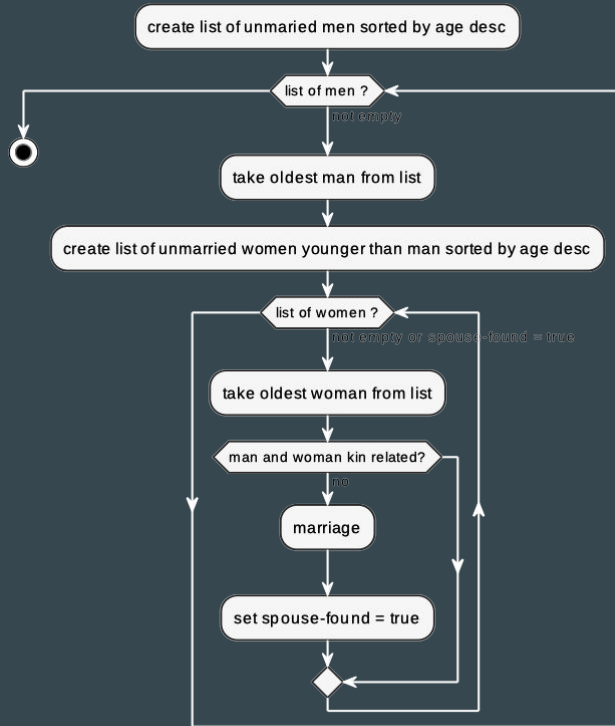 create list of unmaried men sorted by age desc
list of men ?
not empty
take oldest man from list
create list of unmarried women younger than man sorted by age desc
list of women ?
not empty or spouse-found = true
take oldest woman from list
man and woman kin related?
no
marriage
set spouse-found = true